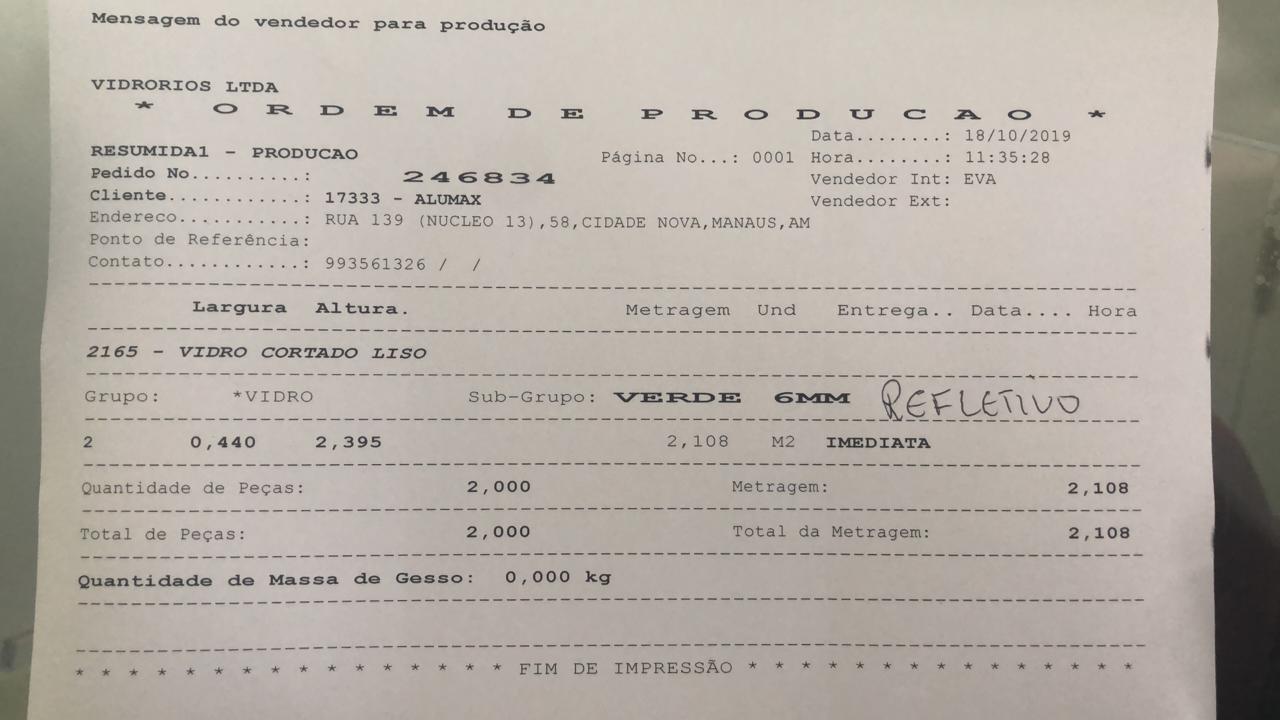 Mensagem do vendedor para produção
VIDRORIOS LTDA
* O R D E M D E P R O D U C A O *
Data........: 18/10/2019
RESUMIDA1 - PRODUCAO Página No...: 0001 Hora........: 11:35:28
Pedido No..........: 246834 Vendedor Int: EVA
Cliente............: 17333 - ALUMAX Vendedor Ext:
Endereco...........: RUA 139 (NUCLEO 13),58,CIDADE NOVA,MANAUS,AM
Ponto de Referência:
Contato............: 993561326 / /
Largura Altura. Metragem Und Entrega.. Data.... Hora
2165 - VIDRO CORTADO LISO
Grupo: *VIDRO Sub-Grupo: VERDE 6MM REFLETIVO
2 0,440 2,395 2,108 M2 IMEDIATA
Quantidade de Peças: 2,000 Metragem: 2,108
Total de Peças: 2,000 Total da Metragem: 2,108
Quantidade de Massa de Gesso: 0,000 kg
* * * * * * * * * * * * * * * * FIM DE IMPRESSÃO * * * * * * * * * * * * * * *